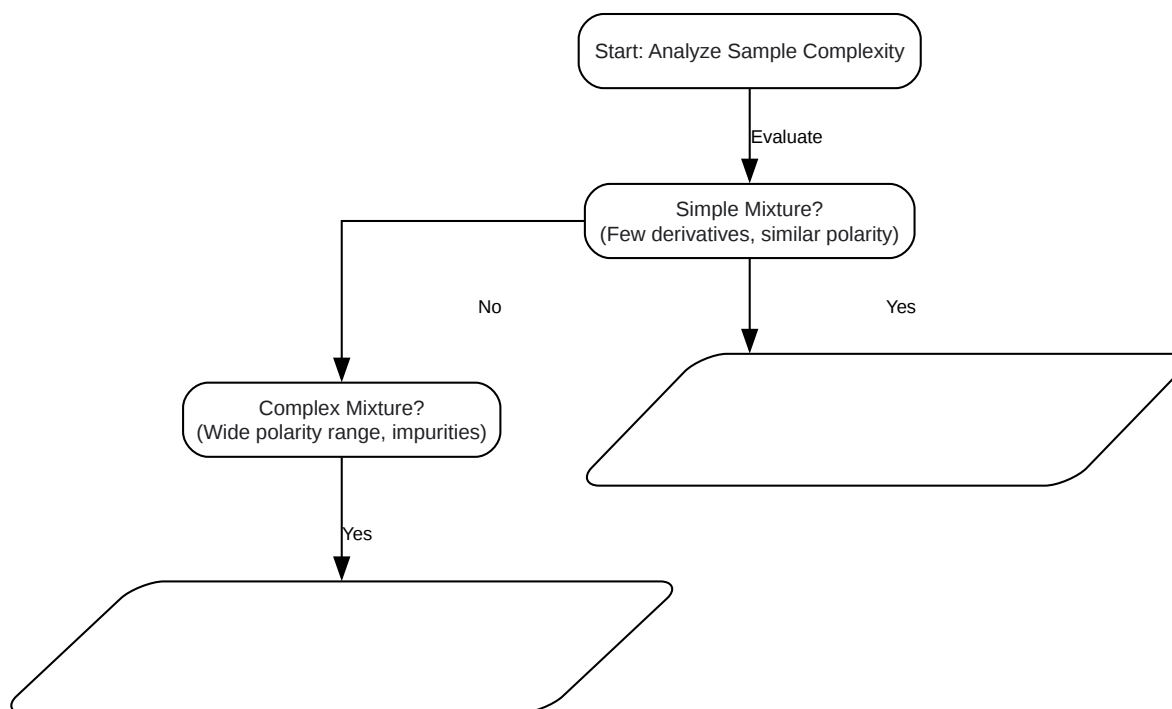 Start: Analyze Sample Complexity
Evaluate
Simple Mixture?
(Few derivatives, similar polarity)
No
Yes
Complex Mixture?
(Wide polarity range, impurities)
Yes